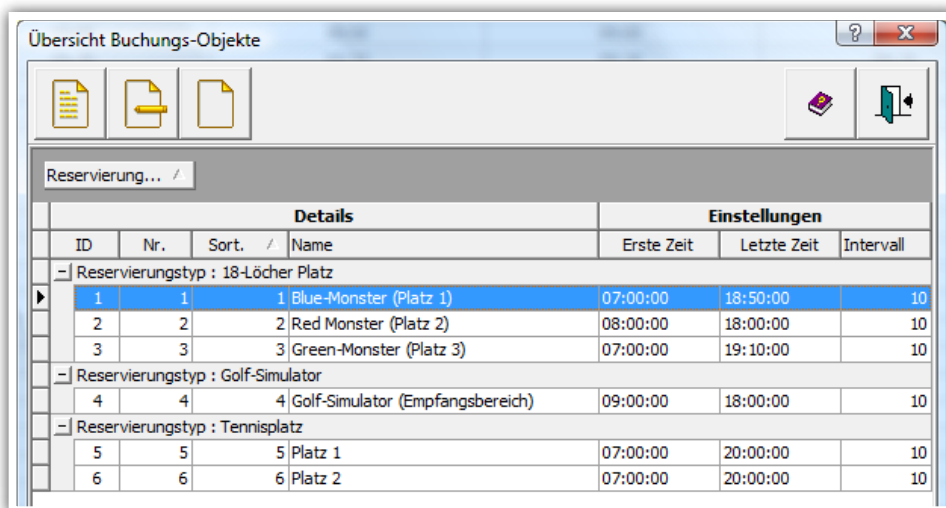 Übersicht Buchungs-Objekte
Reservierung...
Details Einstellungen
ID Nr. Sort. Name Erste Zeit Letzte Zeit Intervall
Reservierungstyp : 18-Löcher Platz
1 1 1 Blue-Monster (Platz 1) 07:00:00 18:50:00 10
2 2 2 Red Monster (Platz 2) 08:00:00 18:00:00 10
3 3 3 Green-Monster (Platz 3) 07:00:00 19:10:00 10
Reservierungstyp : Golf-Simulator
4 4 4 Golf-Simulator (Empfangsbereich) 09:00:00 18:00:00 10
Reservierungstyp : Tennisplatz
5 5 5 Platz 1 07:00:00 20:00:00 10
6 6 6 Platz 2 07:00:00 20:00:00 10